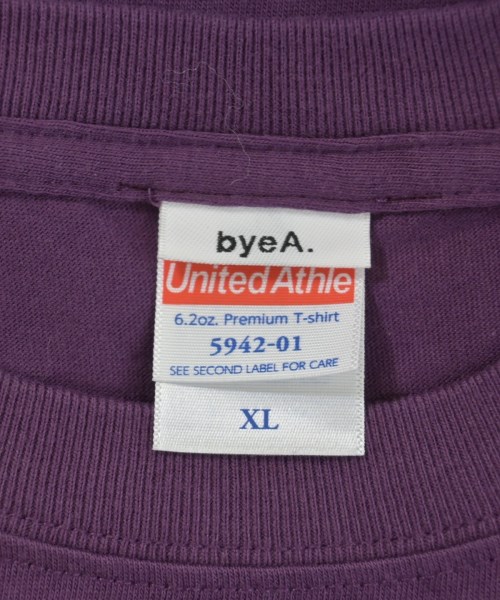 byeA.
United Athle
6.2oz. Premium T-shirt
5942-01
SEE SECOND LABEL FOR CARE
XL